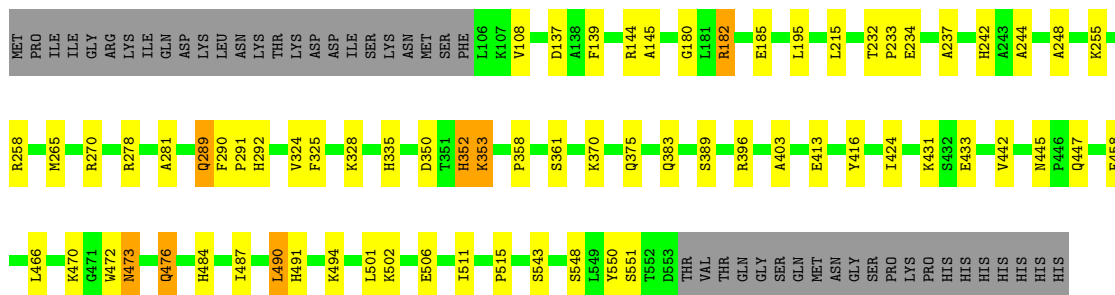 MET PRO ILE ILE GLY ARG LYS ILE GLN ASP LYS LEU ASN LYS THR LYS ASP ASP ILE SER LYS ASN MET SER PHE L106 K107 V108 D137 A138 F139 R144 A145 G180 L181 R182 E185 L195 L215 T232 P233 E234 A237 H242 A243 A244 A248 K255
R258 M265 R270 R278 A281 Q289 F290 P291 H292 V324 F325 K328 H335 D350 T351 H352 K353 P358 S361 K370 Q375 Q383 S389 R396 A403 E413 Y416 I424 K431 S432 E433 V442 N445 P446 Q447
L466 K470 G471 W472 N473 Q476 H484 I487 L490 H491 K494 L501 K502 E506 I511 P515 S543 S548 L549 Y550 S551 T552 D553 THR VAL THR GLN GLY SER GLN MET ASN GLY SER PRO LYS PRO HIS HIS HIS HIS HIS HIS HIS HIS